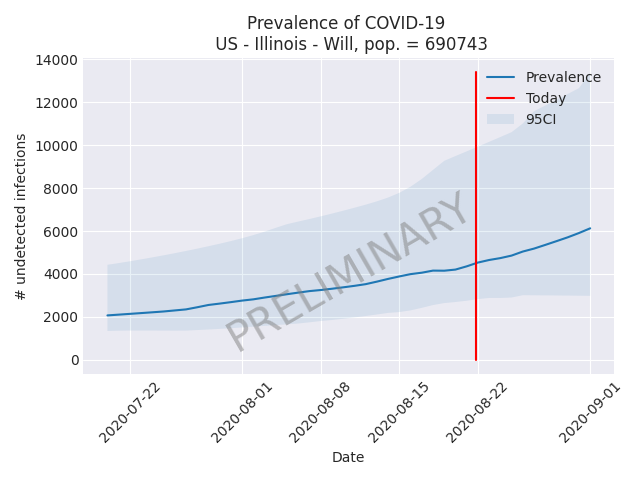 Prevalence of COVID-19
US - Illinois - Will, pop. = 690743
# undetected infections
14000
12000
10000
8000
6000
4000
2000
0
Prevalence
Today
95CI
PRELIMINARY
2020-07-22
2020-08-01
2020-08-08
2020-08-15
2020-08-22
2020-09-01
Date